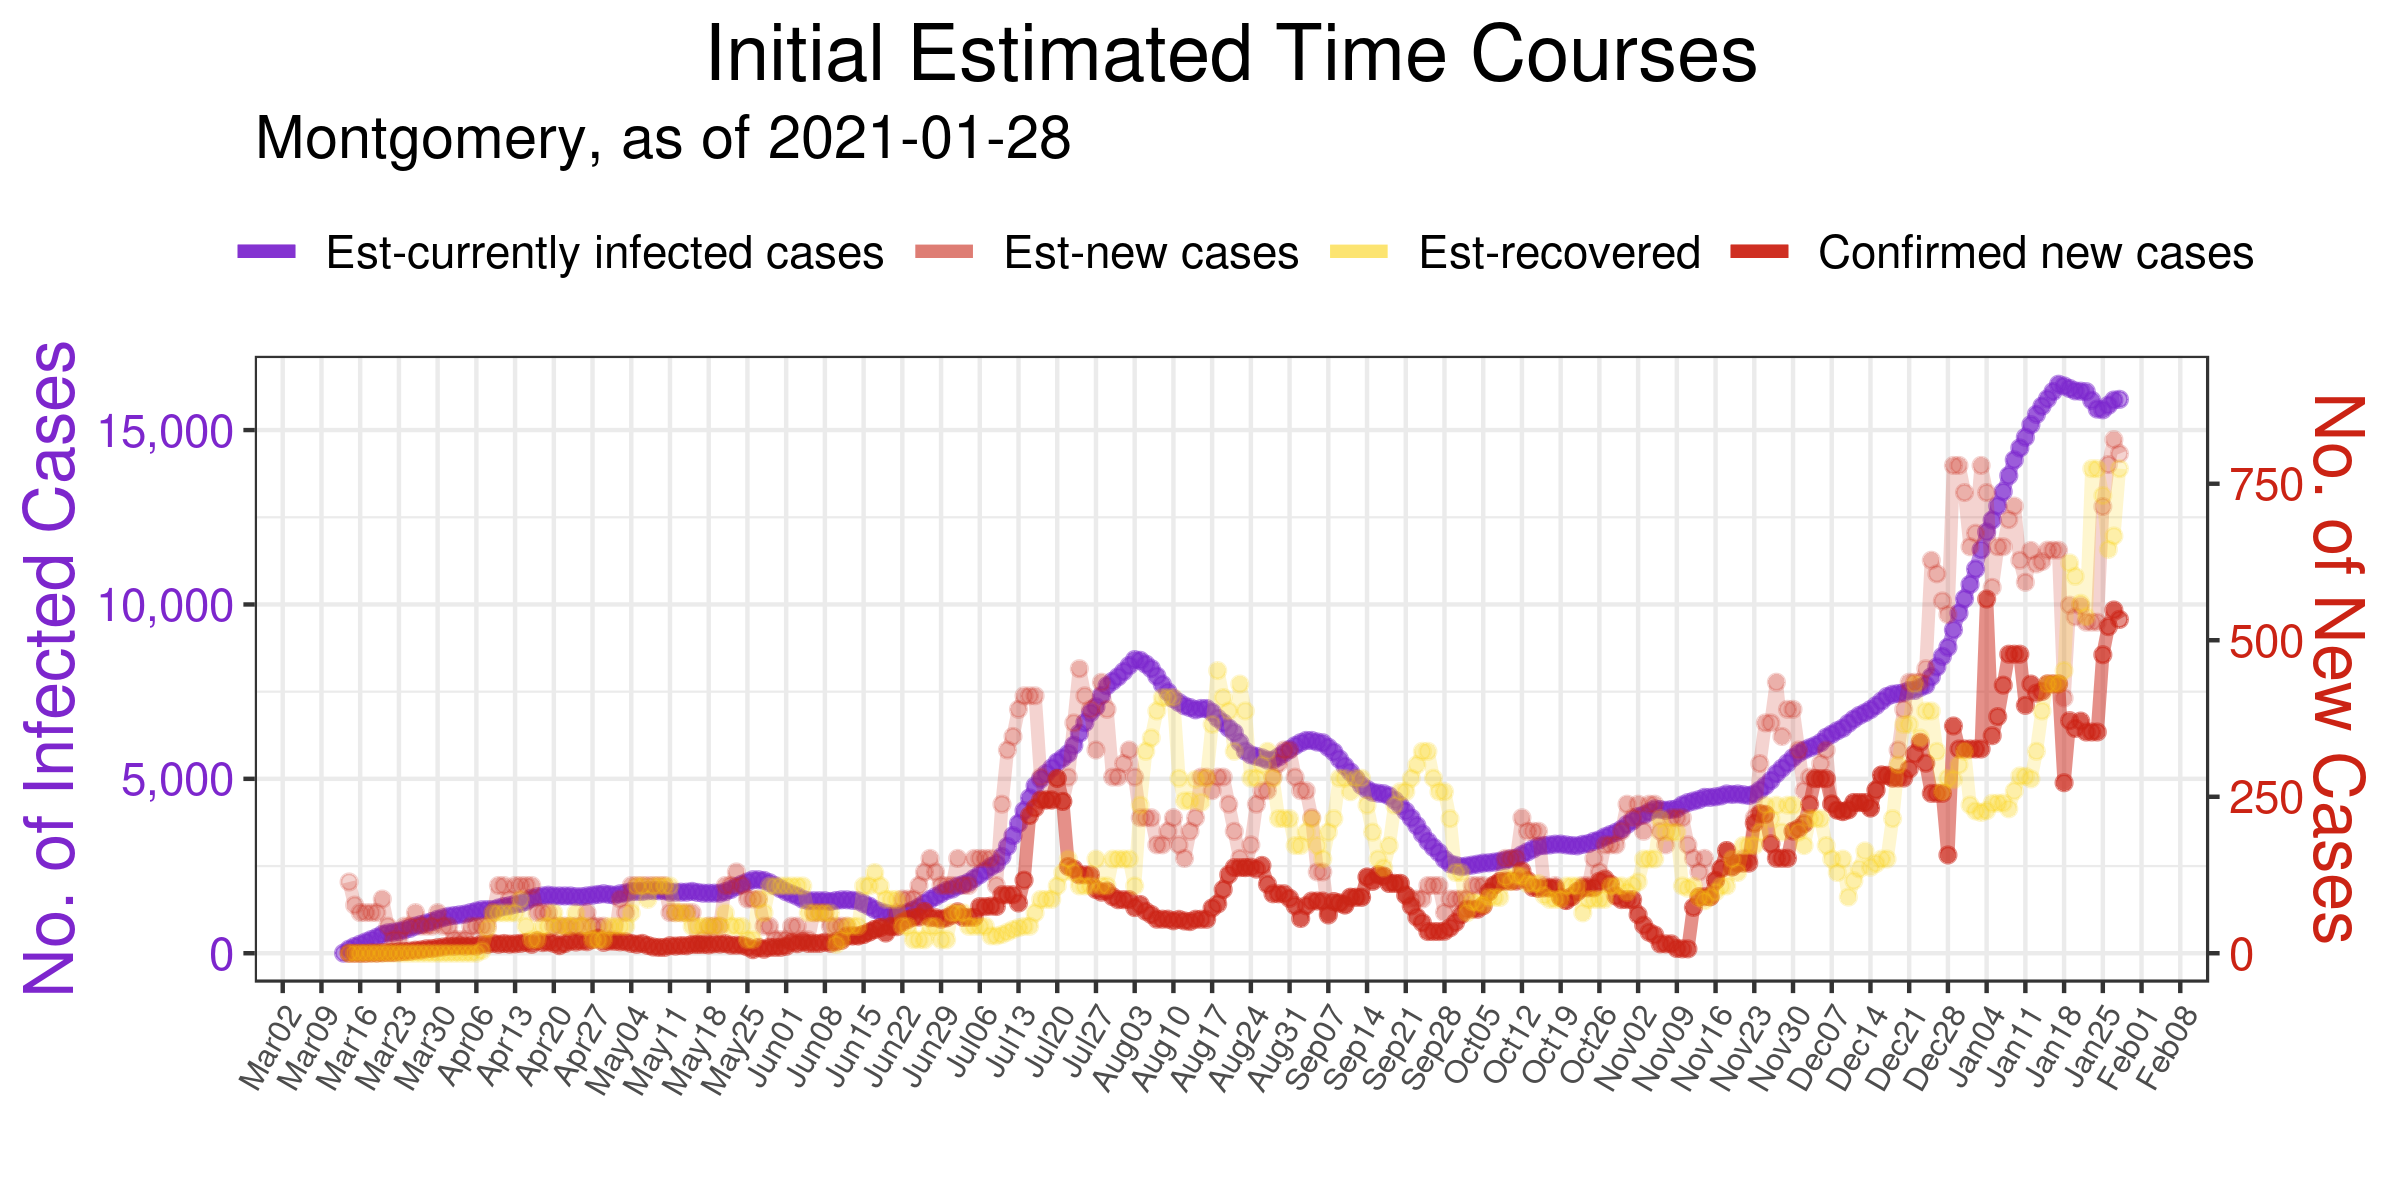 Initial Estimated Time Courses
Montgomery, as of 2021-01-28
Est-currently infected cases Est-new cases Est-recovered Confirmed new cases
No. of Infected Cases
15,000
10,000
5,000
0
No. of New Cases
750
500
250
0
Mar02 Mar09 Mar16 Mar23 Mar30 Apr06 Apr13 Apr20 Apr27 May04 May11 May18 May25 Jun01 Jun08 Jun15 Jun22 Jun29 Jul06 Jul13 Jul20 Jul27 Aug03 Aug10 Aug17 Aug24 Aug31 Sep07 Sep14 Sep21 Sep28 Oct05 Oct12 Oct19 Oct26 Nov02 Nov09 Nov16 Nov23 Nov30 Dec07 Dec14 Dec21 Dec28 Jan04 Jan11 Jan18 Jan25 Feb01 Feb08